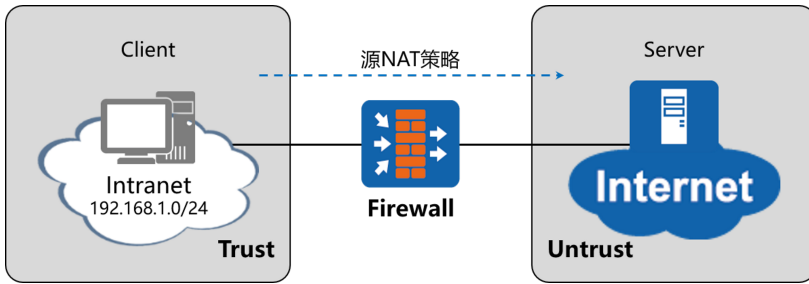 Client
源NAT策略
Server
Intranet
192.168.1.0/24
Internet
Firewall
Trust
Untrust